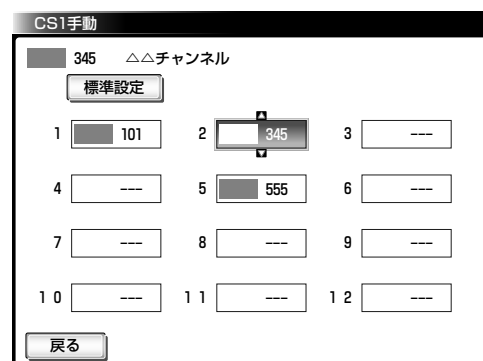 CS1手動
345 △△チャンネル
標準設定
1 101 2 345 3 ---
4 --- 5 555 6 ---
7 --- 8 --- 9 ---
10 --- 11 --- 12 ---
戻る